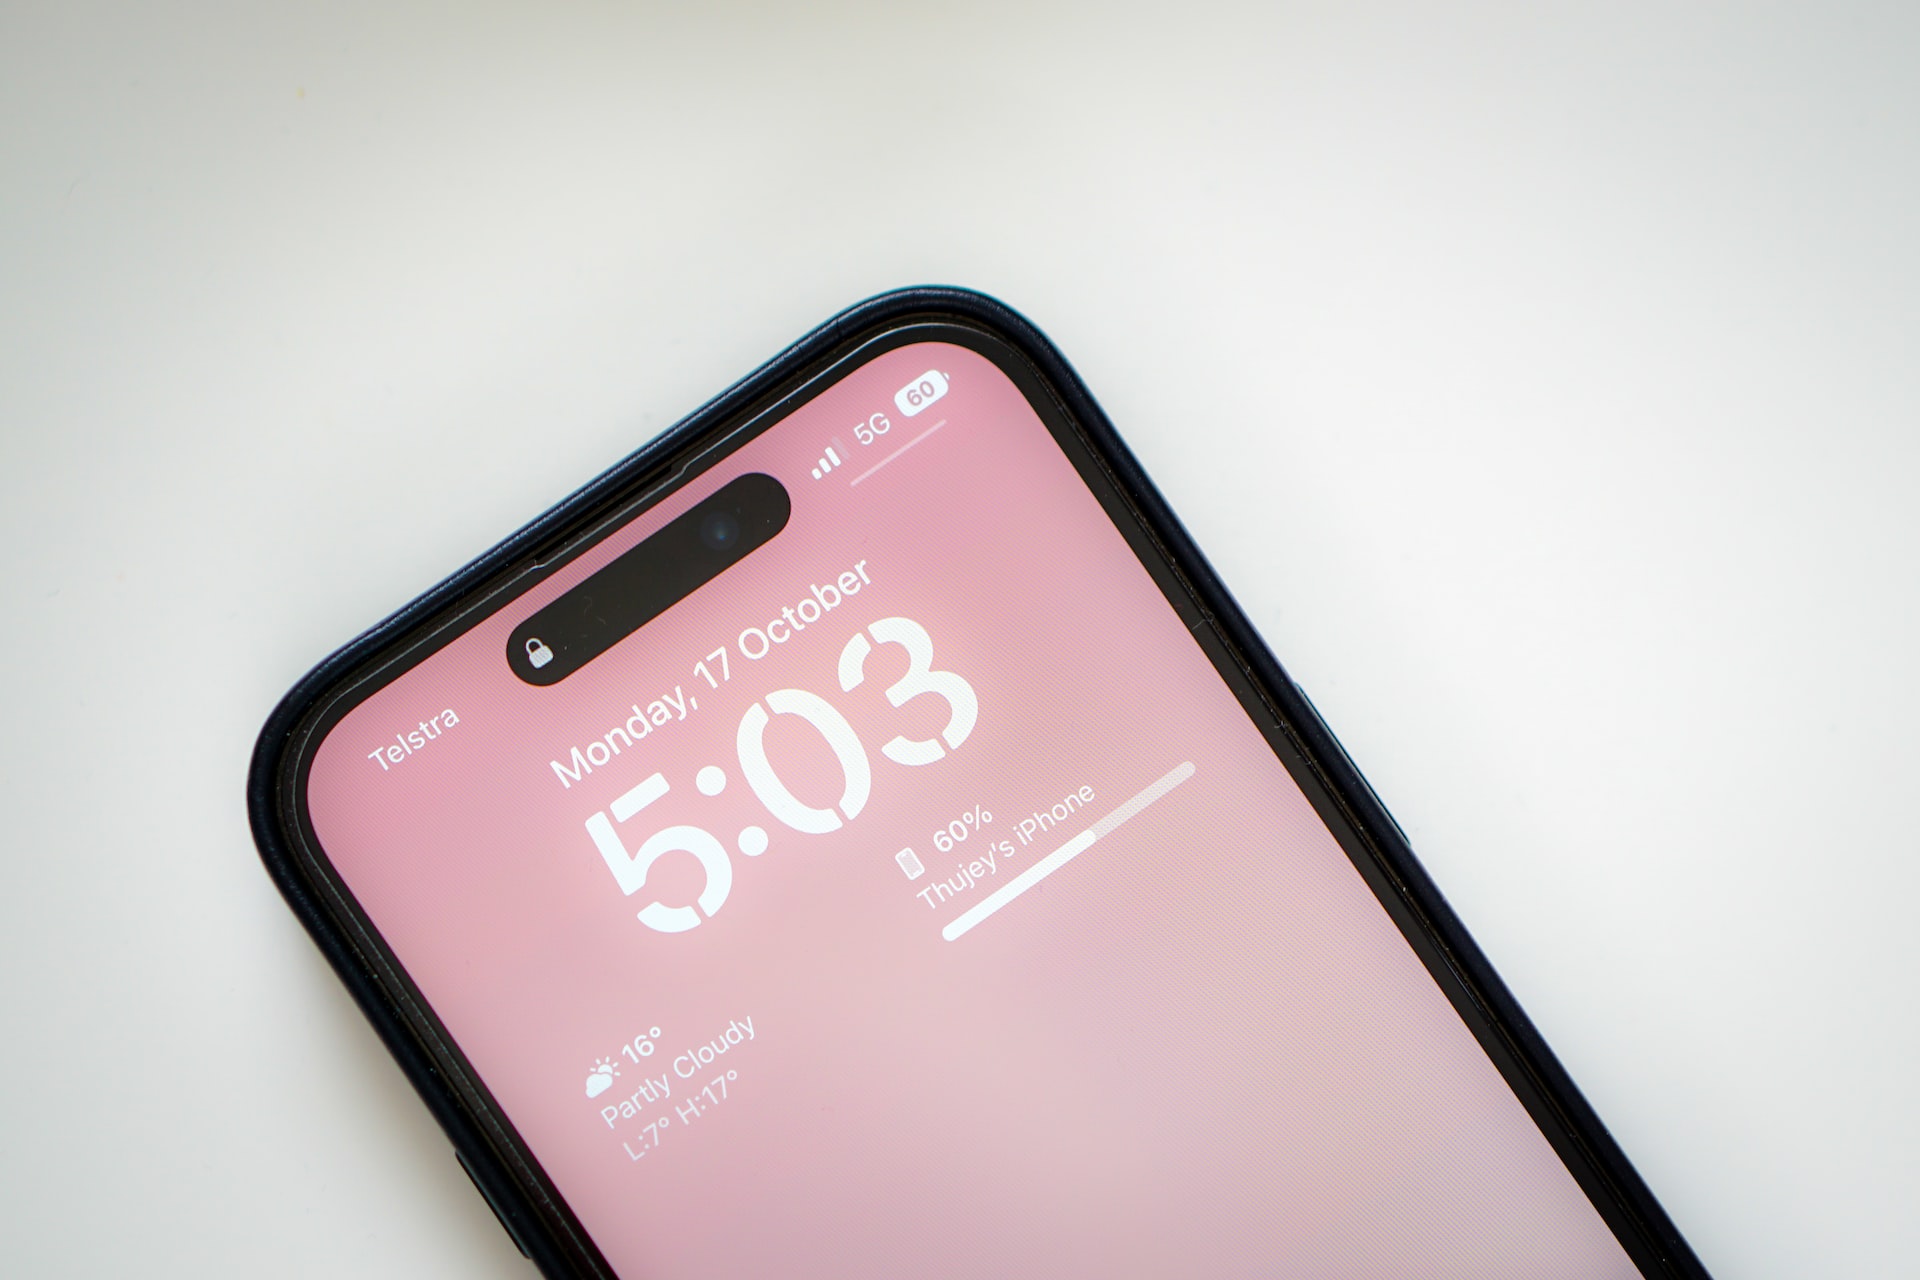 Telstra
5G 60
Monday, 17 October
5:03
60%
Thujey's iPhone
16°
Partly Cloudy
L:7° H:17°